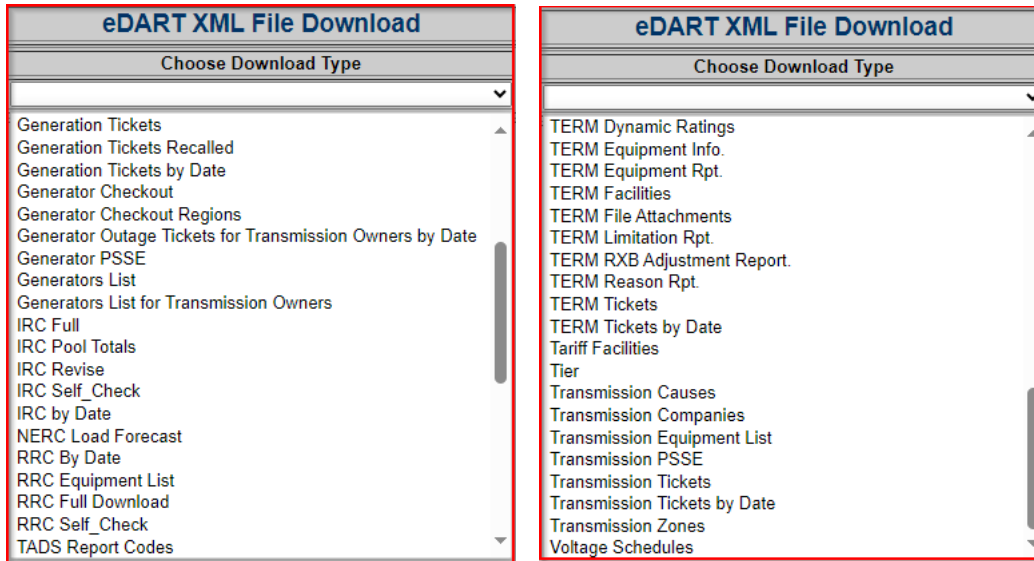 eDART XML File Download
Choose Download Type
Generation Tickets
Generation Tickets Recalled
Generation Tickets by Date
Generator Checkout
Generator Checkout Regions
Generator Outage Tickets for Transmission Owners by Date
Generator PSSE
Generators List
Generators List for Transmission Owners
IRC Full
IRC Pool Totals
IRC Revise
IRC Self_Check
IRC by Date
NERC Load Forecast
RRC By Date
RRC Equipment List
RRC Full Download
RRC Self_Check
TADS Report Codes
eDART XML File Download
Choose Download Type
TERM Dynamic Ratings
TERM Equipment Info.
TERM Equipment Rpt.
TERM Facilities
TERM File Attachments
TERM Limitation Rpt.
TERM RXB Adjustment Report.
TERM Reason Rpt.
TERM Tickets
TERM Tickets by Date
Tariff Facilities
Tier
Transmission Causes
Transmission Companies
Transmission Equipment List
Transmission PSSE
Transmission Tickets
Transmission Tickets by Date
Transmission Zones
Voltage Schedules